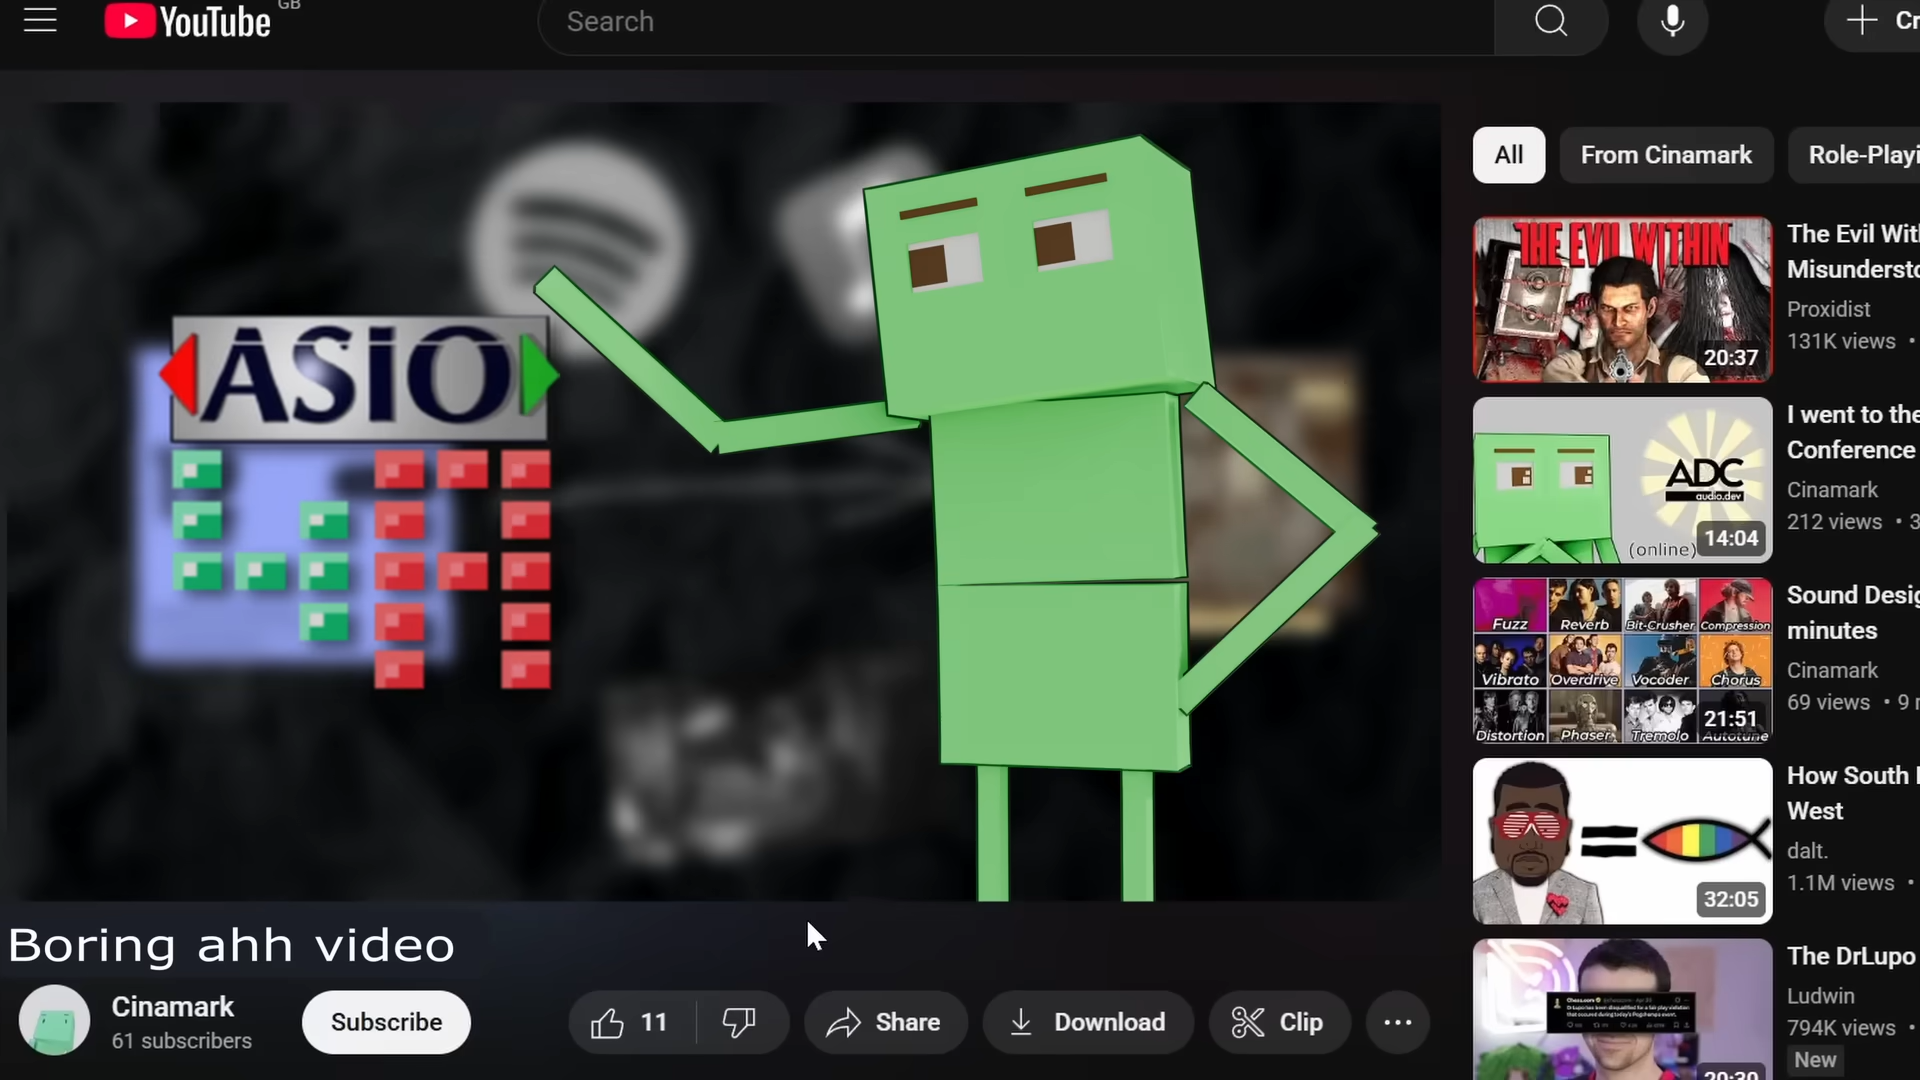 YouTube
GB
Search
Cr
ASIO
4A
All
From Cinamark
Role-Playi
THE EVIL WITHIN
20:37
The Evil Wit
Misunderst
Proxidist
131K views •
ADC
audio.dev
(online)
14:04
I went to the
Conference
Cinamark
212 views • 3
Fuzz
Reverb
Bit-Crusher
Compression
Vibrato
Overdrive
Vocoder
Chorus
Distortion
Phaser
Tremolo
Autotune
21:51
Sound Desig
minutes
Cinamark
69 views • 9
=
32:05
How South
West
dalt.
1.1M views •
20:30
The DrLupo
Ludwin
794K views •
New
Boring ahh video
Cinamark
61 subscribers
Subscribe
11
Share
Download
Clip